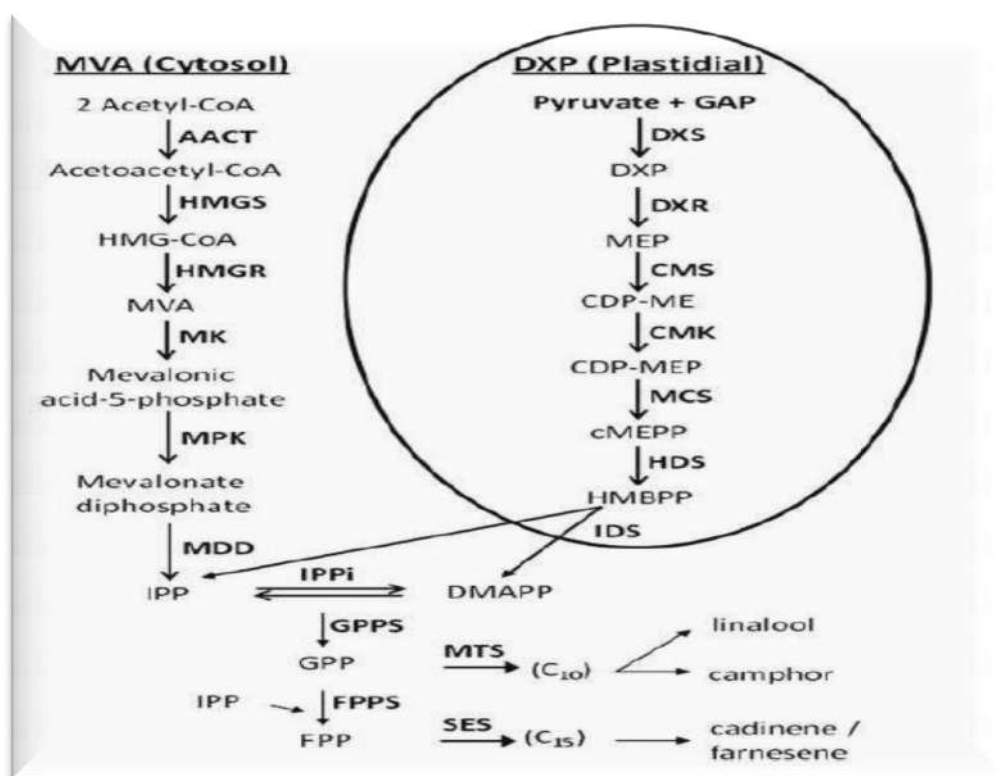 MVA (Cytosol)
2 Acetyl-CoA
AACT
Acetoacetyl-CoA
HMGS
HMG-CoA
HMGR
MVA
MK
Mevalonic
acid-5-phosphate
MPK
Mevalonate
diphosphate
MDD
IPP
DXP (Plastidial)
Pyruvate + GAP
DXS
DXP
DXR
MEP
CMS
CDP-ME
CMK
CDP-MEP
MCS
cMEPP
HDS
HMBPP
IDS
IPPi
DMAPP
GPPS
GPP
MTS
(C₁₀)
linalool
camphor
IPP
FPPS
FPP
SES
(C₁₅)
cadinene /
farnesene